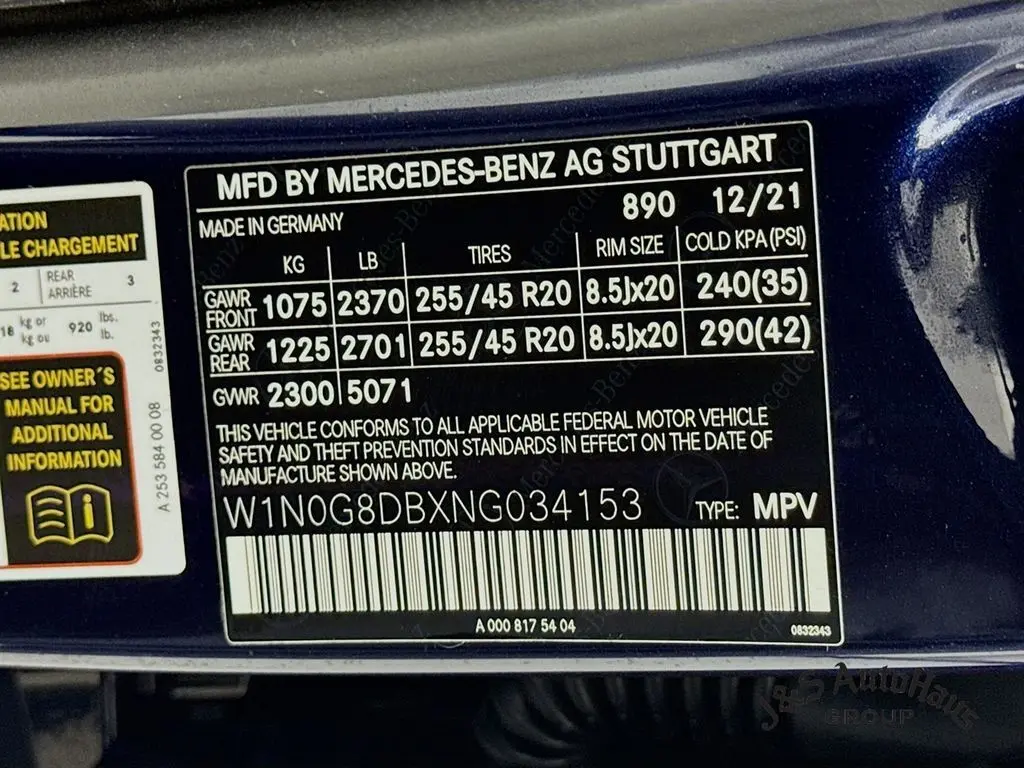 MFD BY MERCEDES-BENZ AG STUTTGART
MADE IN GERMANY 890 12/21
KG LB TIRES RIM SIZE COLD KPA(PSI)
GAWR FRONT 1075 2370 255/45 R20 8.5Jx20 240(35)
GAWR REAR 1225 2701 255/45 R20 8.5Jx20 290(42)
GVWR 2300 5071
THIS VEHICLE CONFORMS TO ALL APPLICABLE FEDERAL MOTOR VEHICLE
SAFETY AND THEFT PREVENTION STANDARDS IN EFFECT ON THE DATE OF
MANUFACTURE SHOWN ABOVE.
W1N0G8DBXNG034153 TYPE: MPV
A 000 817 54 04
0832343
ATION
LE CHARGEMENT
2 REAR ARRIÈRE 3
18 kg or kg ou 920 lbs. lb.
SEE OWNER´S
MANUAL FOR
ADDITIONAL
INFORMATION
A 253 584 00 08 0832343
J&S AutoHaus
GROUP